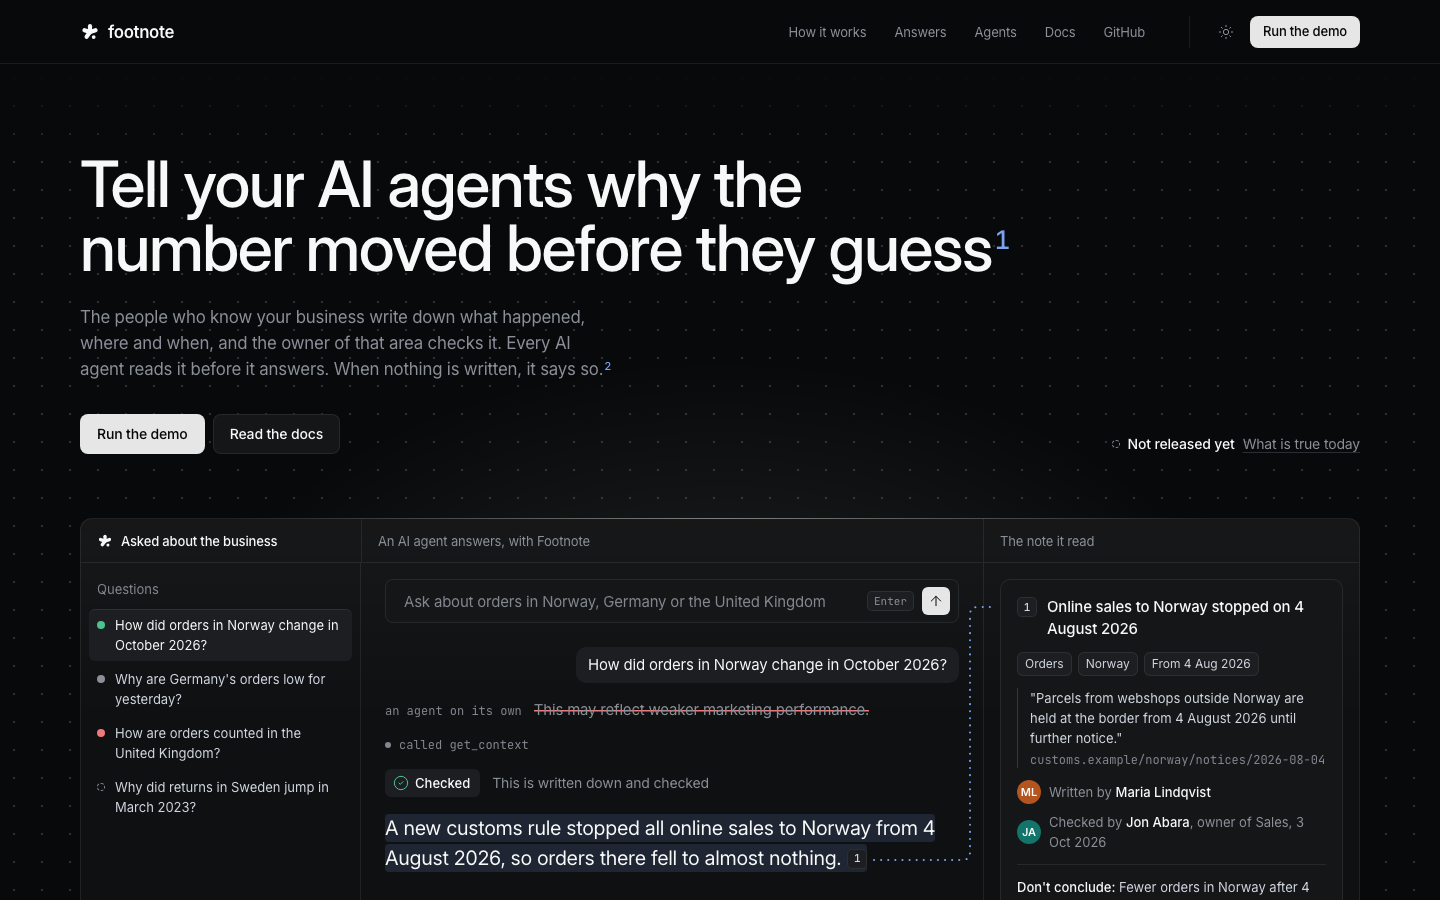 footnote
How it works
Answers
Agents
Docs
GitHub
Run the demo
Tell your AI agents why the
number moved before they guess1
The people who know your business write down what happened,
where and when, and the owner of that area checks it. Every AI
agent reads it before it answers. When nothing is written, it says so.2
Run the demo
Read the docs
Not released yet What is true today
Asked about the business
An AI agent answers, with Footnote
The note it read
Questions
How did orders in Norway change in
October 2026?
Why are Germany's orders low for
yesterday?
How are orders counted in the
United Kingdom?
Why did returns in Sweden jump in
March 2023?
Ask about orders in Norway, Germany or the United Kingdom
Enter
How did orders in Norway change in October 2026?
an agent on its own This may reflect weaker marketing performance.
called get_context
Checked This is written down and checked
A new customs rule stopped all online sales to Norway from 4
August 2026, so orders there fell to almost nothing. 1
1 Online sales to Norway stopped on 4
August 2026
Orders
Norway
From 4 Aug 2026
"Parcels from webshops outside Norway are
held at the border from 4 August 2026 until
further notice."
customs.example/norway/notices/2026-08-04
ML Written by Maria Lindqvist
JA Checked by Jon Abara, owner of Sales, 3
Oct 2026
Don't conclude: Fewer orders in Norway after 4